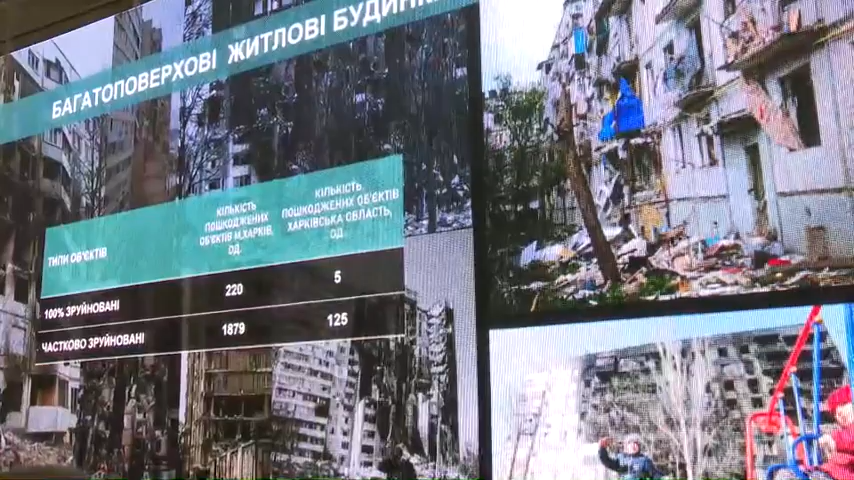 БАГАТОПОВЕРХОВІ ЖИТЛОВІ
ТИПИ ОБ'ЄКТІВ
КІЛЬКІСТЬ
ПОШКОДЖЕНИХ
ОБ'ЄКТІВ М.ХАРКІВ,
ОД.
КІЛЬКІСТЬ
ПОШКОДЖЕНИХ ОБ'ЄКТІВ
ХАРКІВСЬКА ОБЛАСТЬ,
ОД
100% ЗРУЙНОВАНІ 220 5
ЧАСТКОВО ЗРУЙНОВАНІ 1879 125